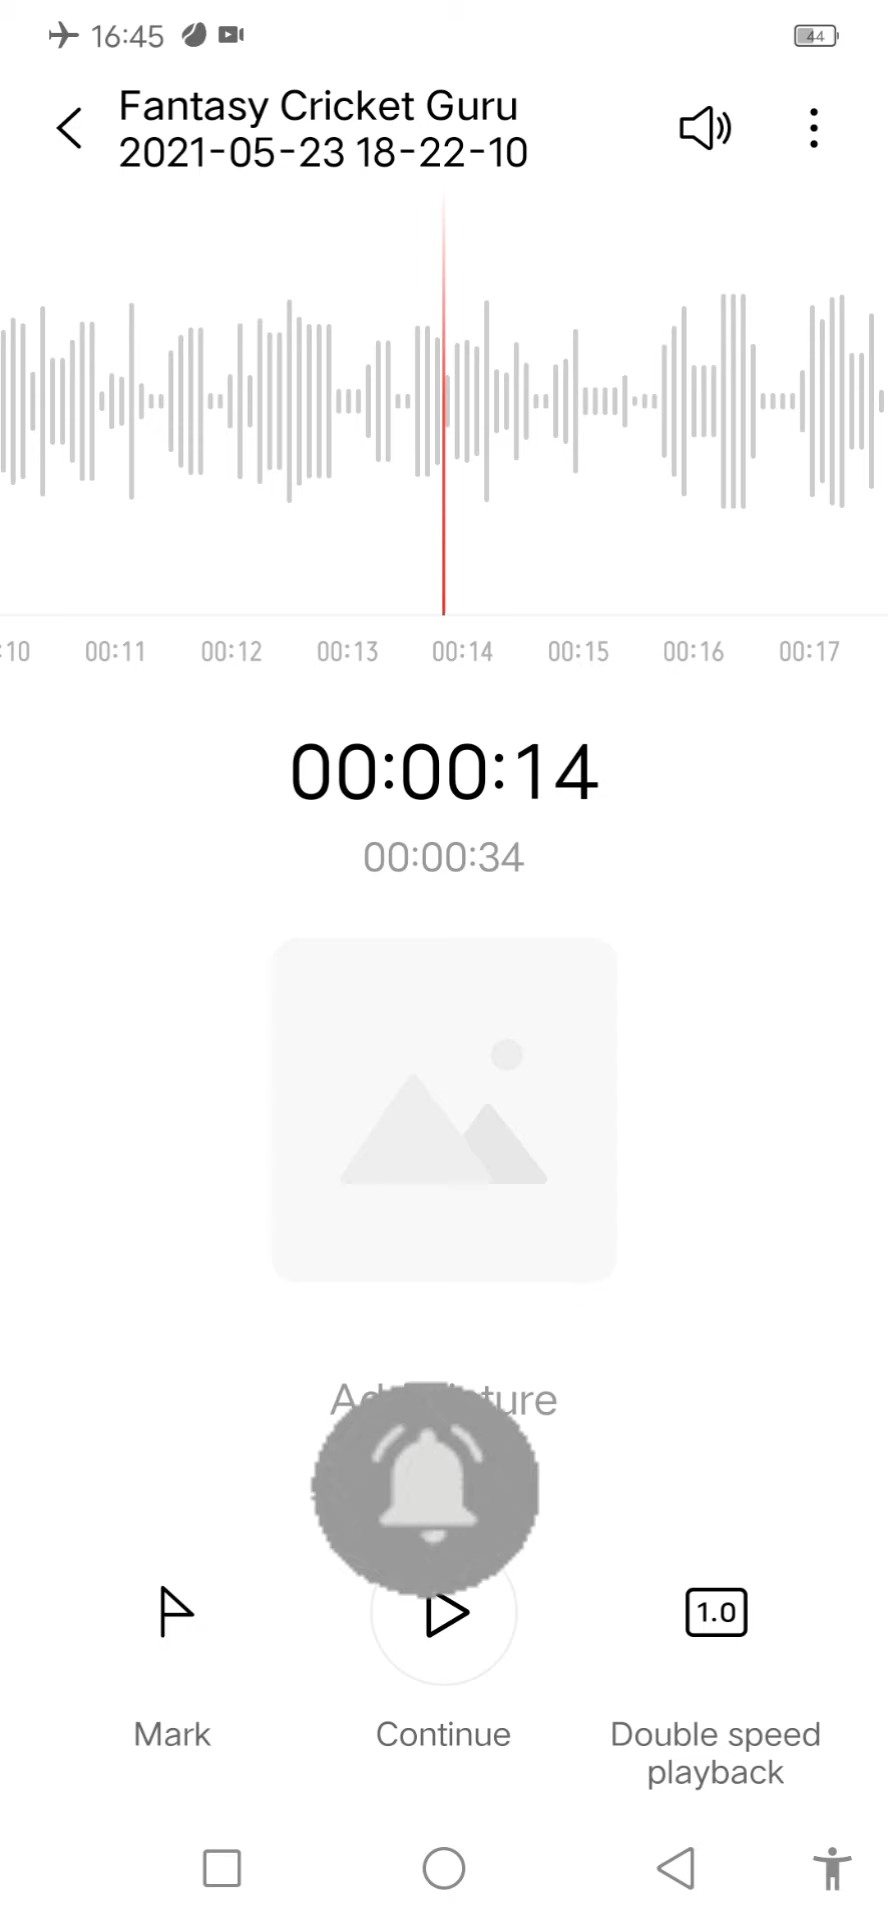 16:45
44
Fantasy Cricket Guru
2021-05-23 18-22-10
:10 00:11 00:12 00:13 00:14 00:15 00:16 00:17
00:00:14
00:00:34
1.0
Mark Continue Double speed
playback